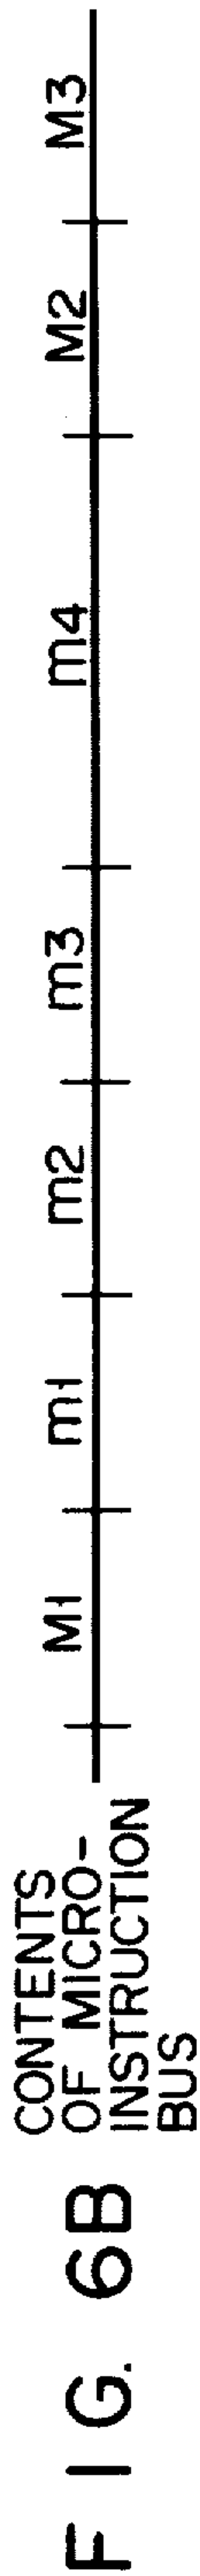 FIG. 6B
CONTENTS
OF MICRO-
INSTRUCTION
BUS
M1 m1 m2 m3 m4 M2 M3